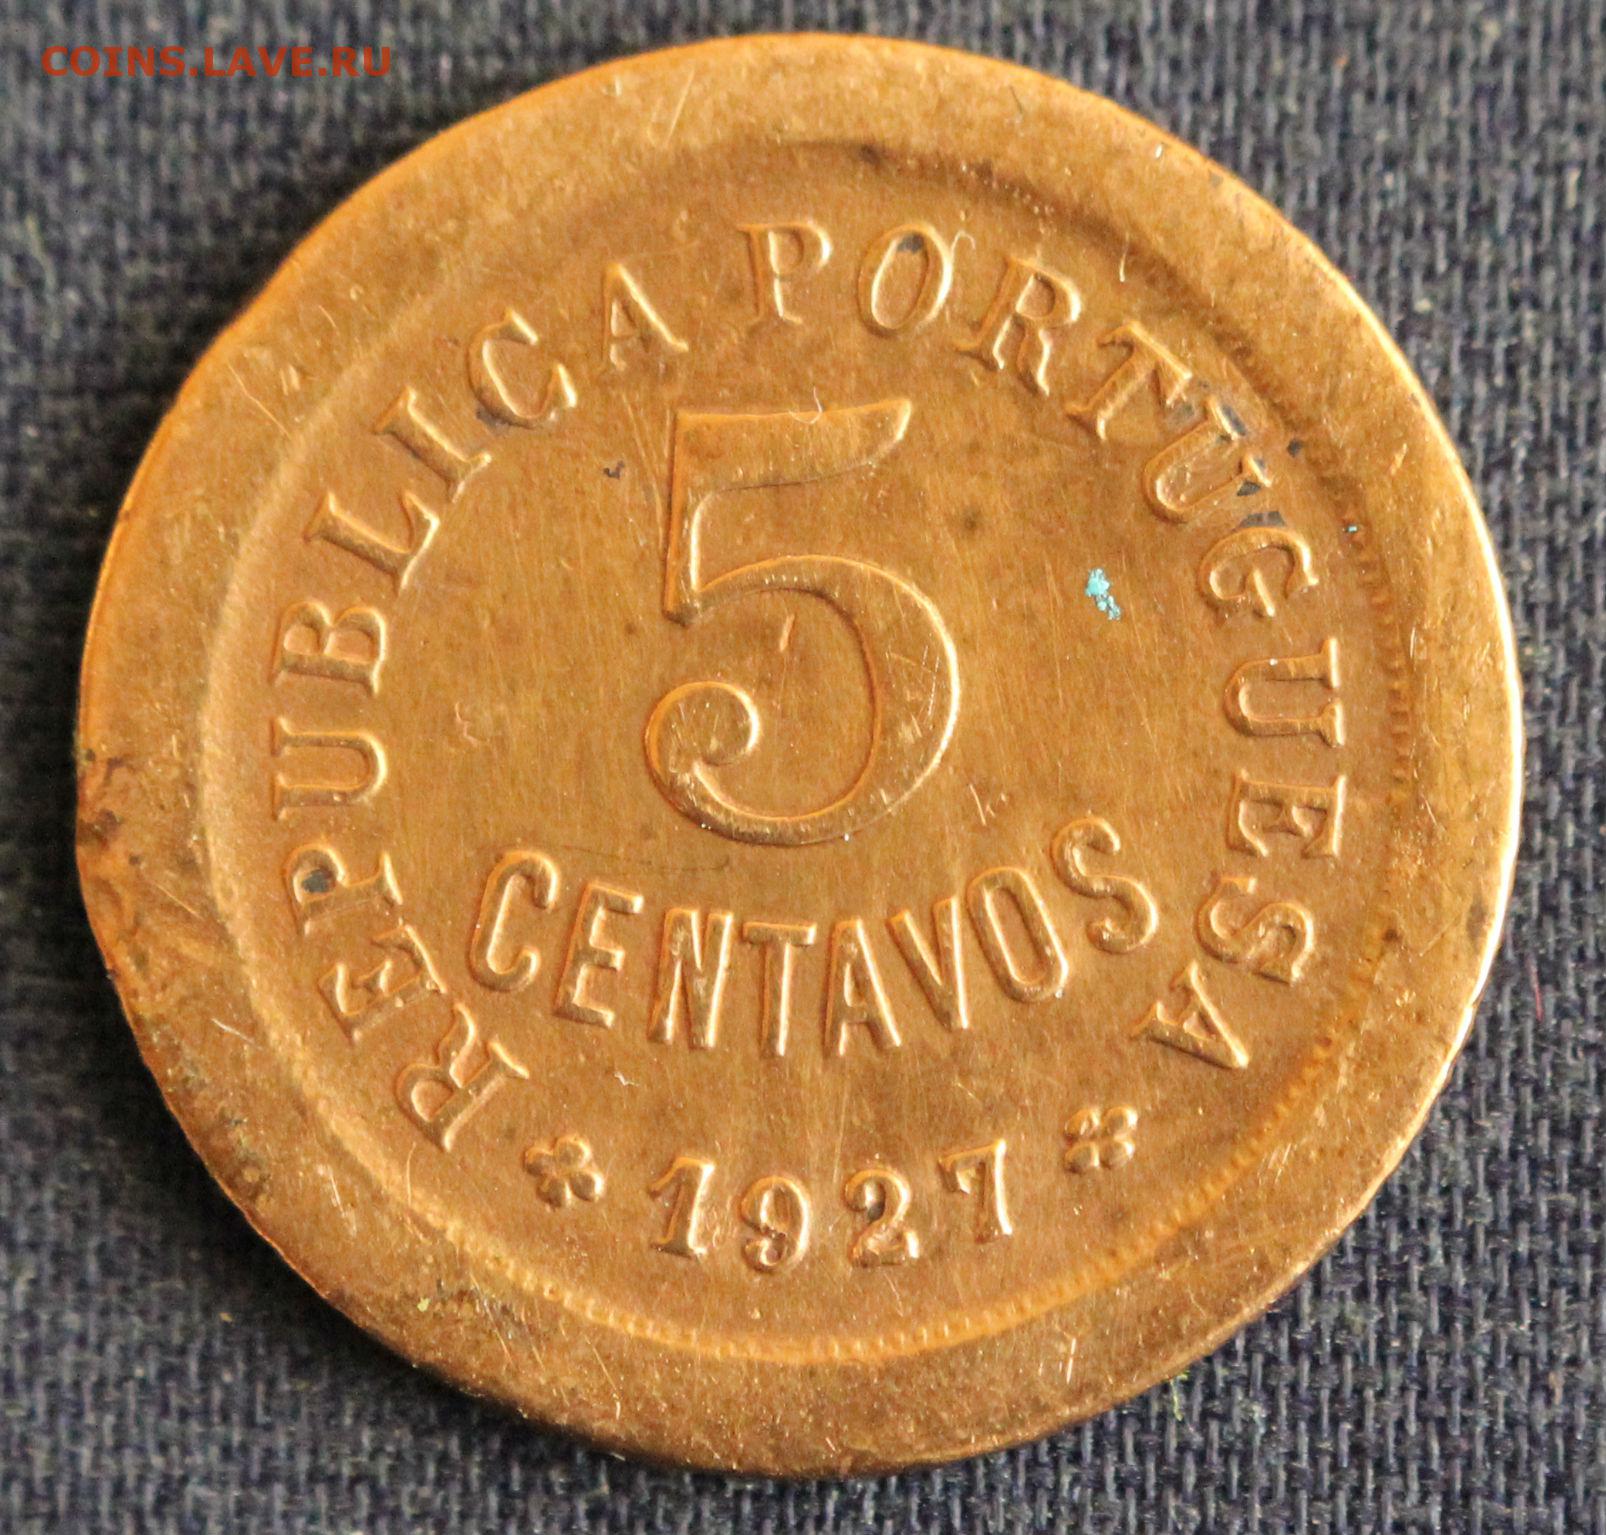 COINS.LAVE.RU
REPUBLICA PORTUGUESA
5
CENTAVOS
1927